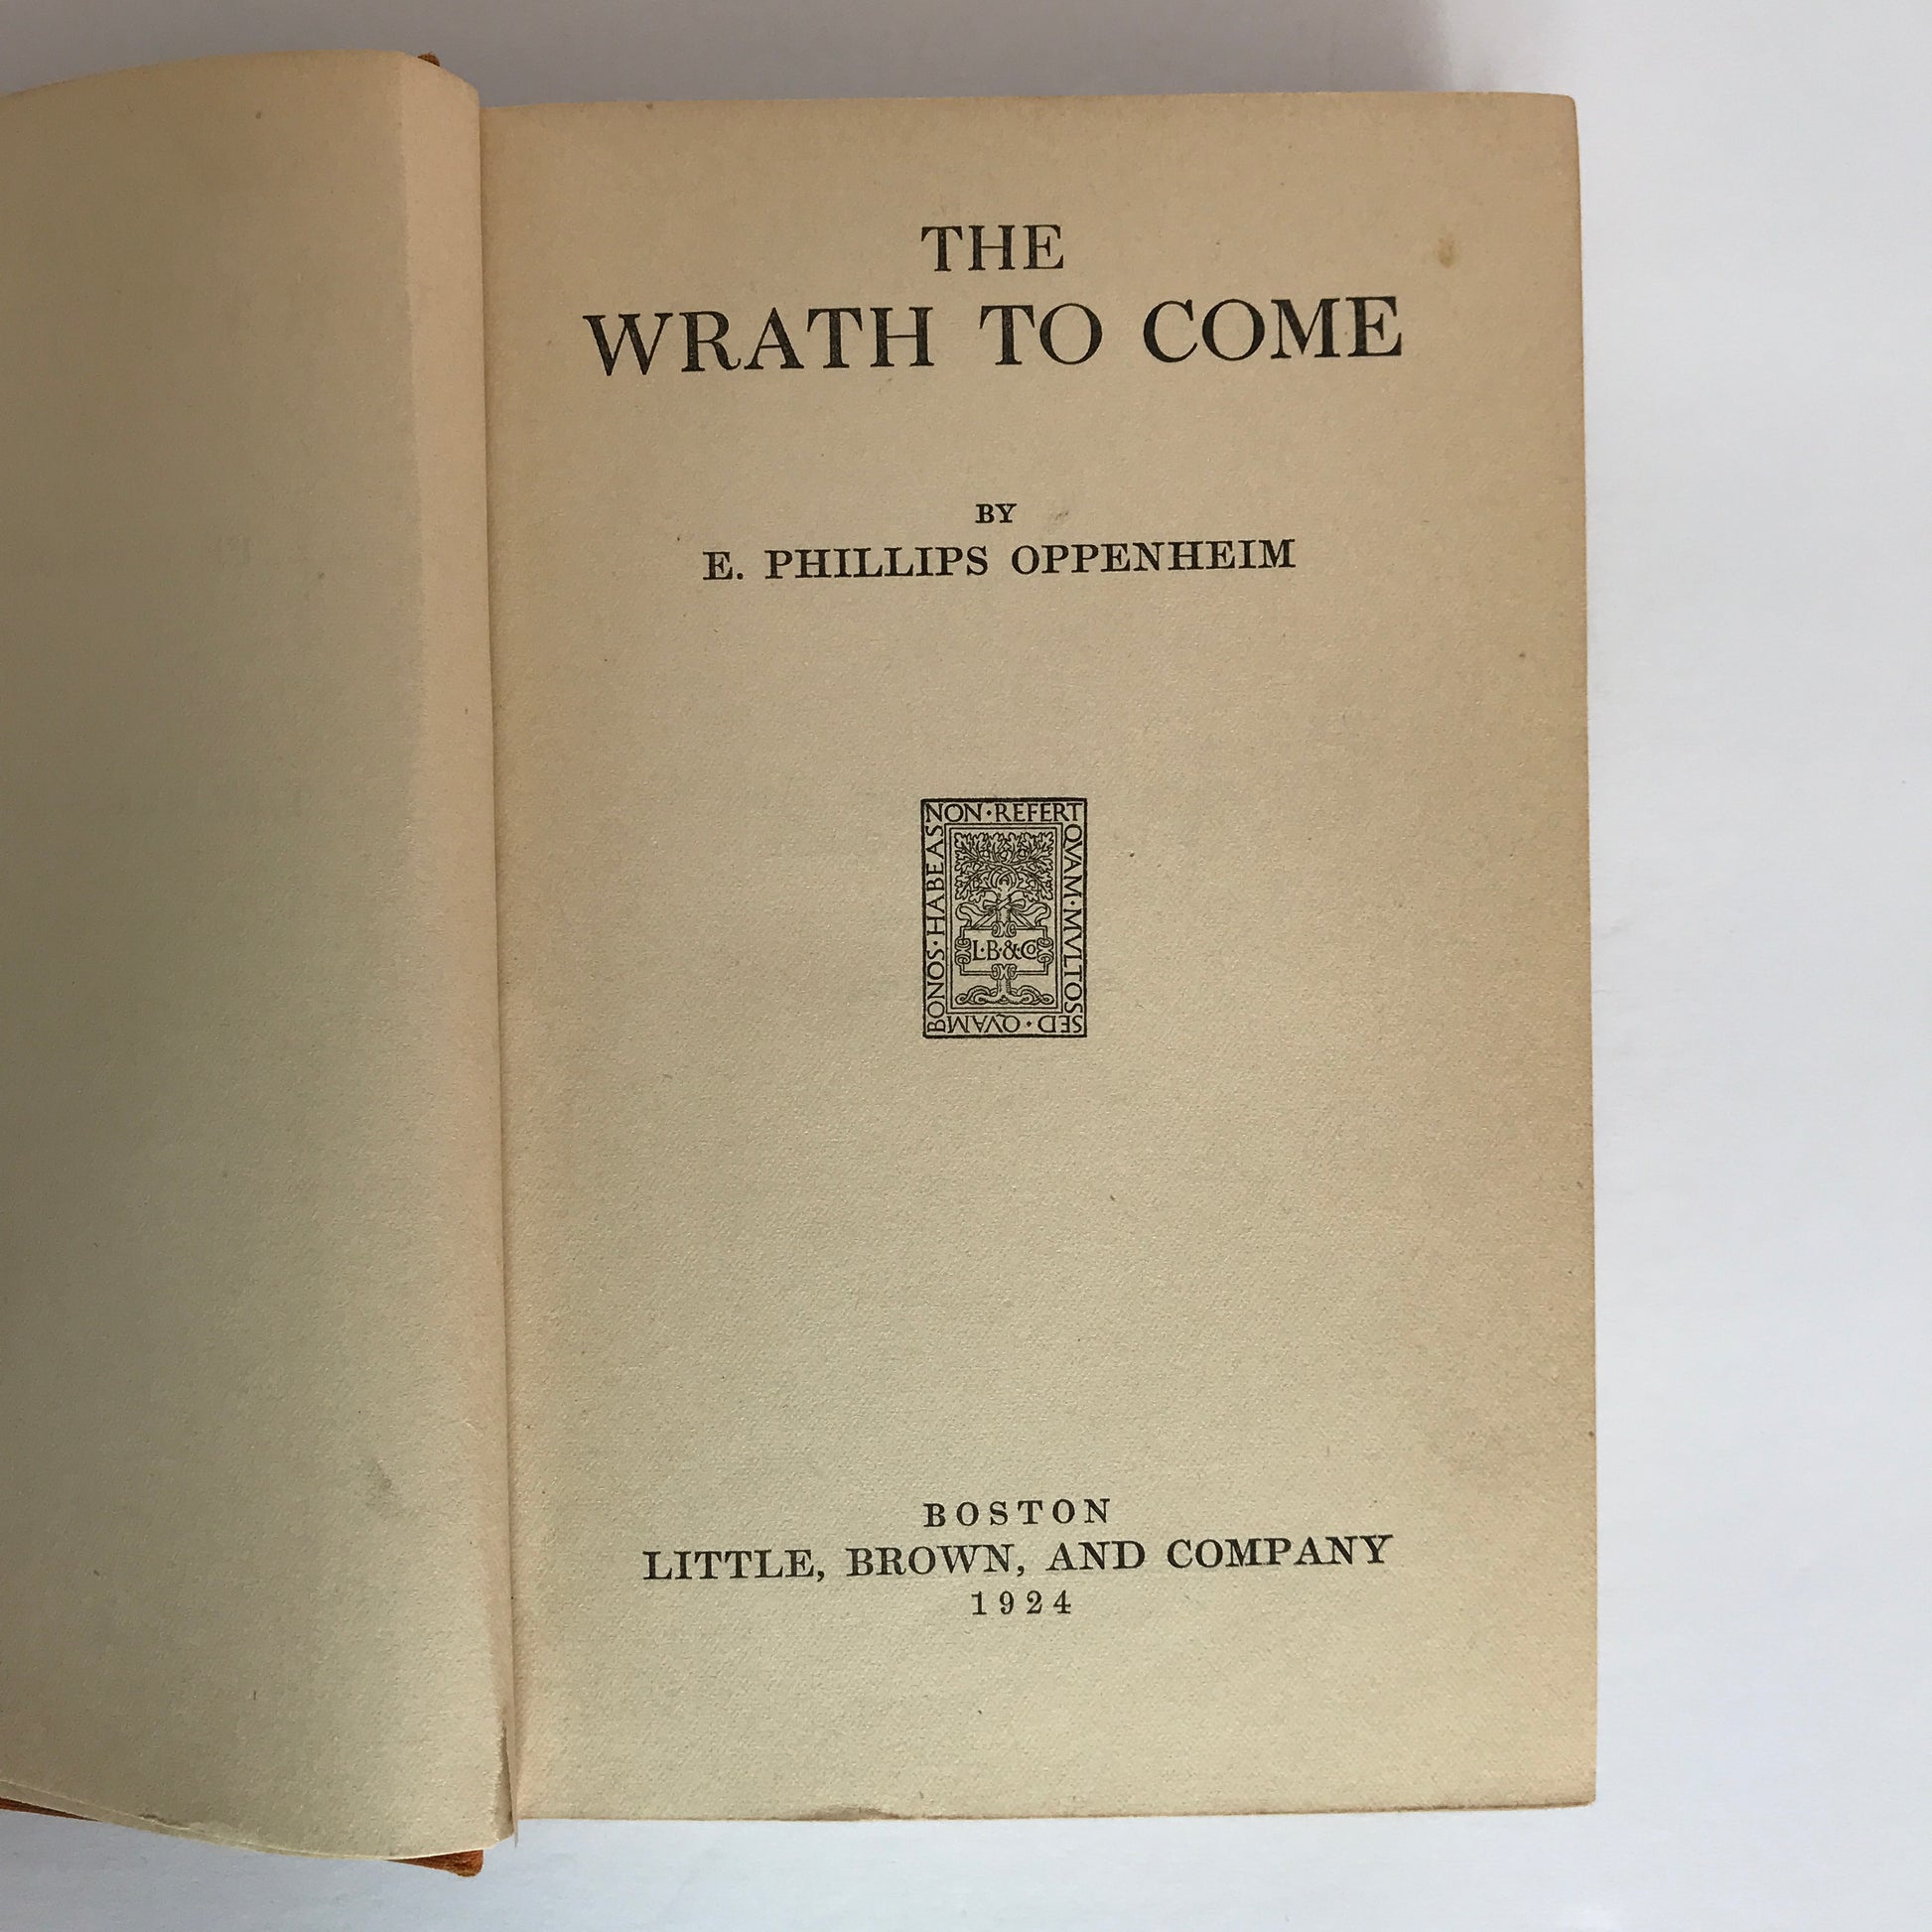 THE
WRATH TO COME
BY
E. PHILLIPS OPPENHEIM
NON·REFERT
QVAM·MVLTOS
SED·QVAM
BONOS·HABEAS
L·B·&·Co
BOSTON
LITTLE, BROWN, AND COMPANY
1924